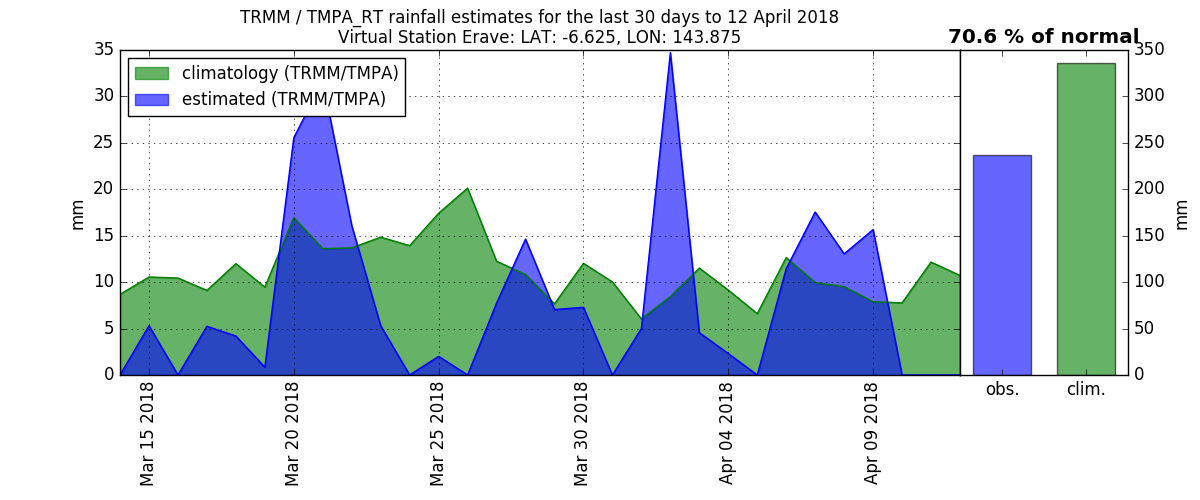 TRMM / TMPA_RT rainfall estimates for the last 30 days to 12 April 2018
Virtual Station Erave: LAT: -6.625, LON: 143.875
70.6 % of normal
climatology (TRMM/TMPA)
estimated (TRMM/TMPA)
mm
35
30
25
20
15
10
5
0
Mar 15 2018
Mar 20 2018
Mar 25 2018
Mar 30 2018
Apr 04 2018
Apr 09 2018
350
300
250
200
150
100
50
0
mm
obs.
clim.